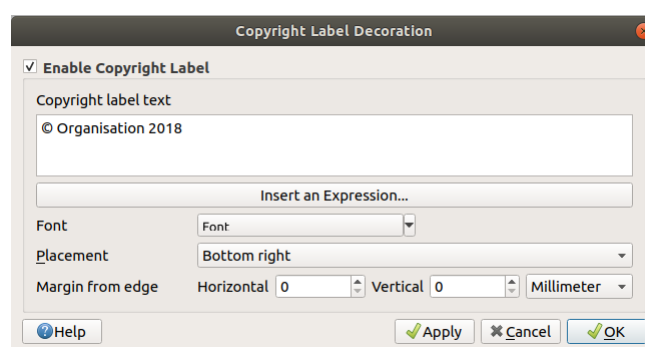 Copyright Label Decoration
Enable Copyright Label
Copyright label text
© Organisation 2018
Insert an Expression...
Font Font
Placement Bottom right
Margin from edge Horizontal 0 Vertical 0 Millimeter
Help Apply Cancel OK